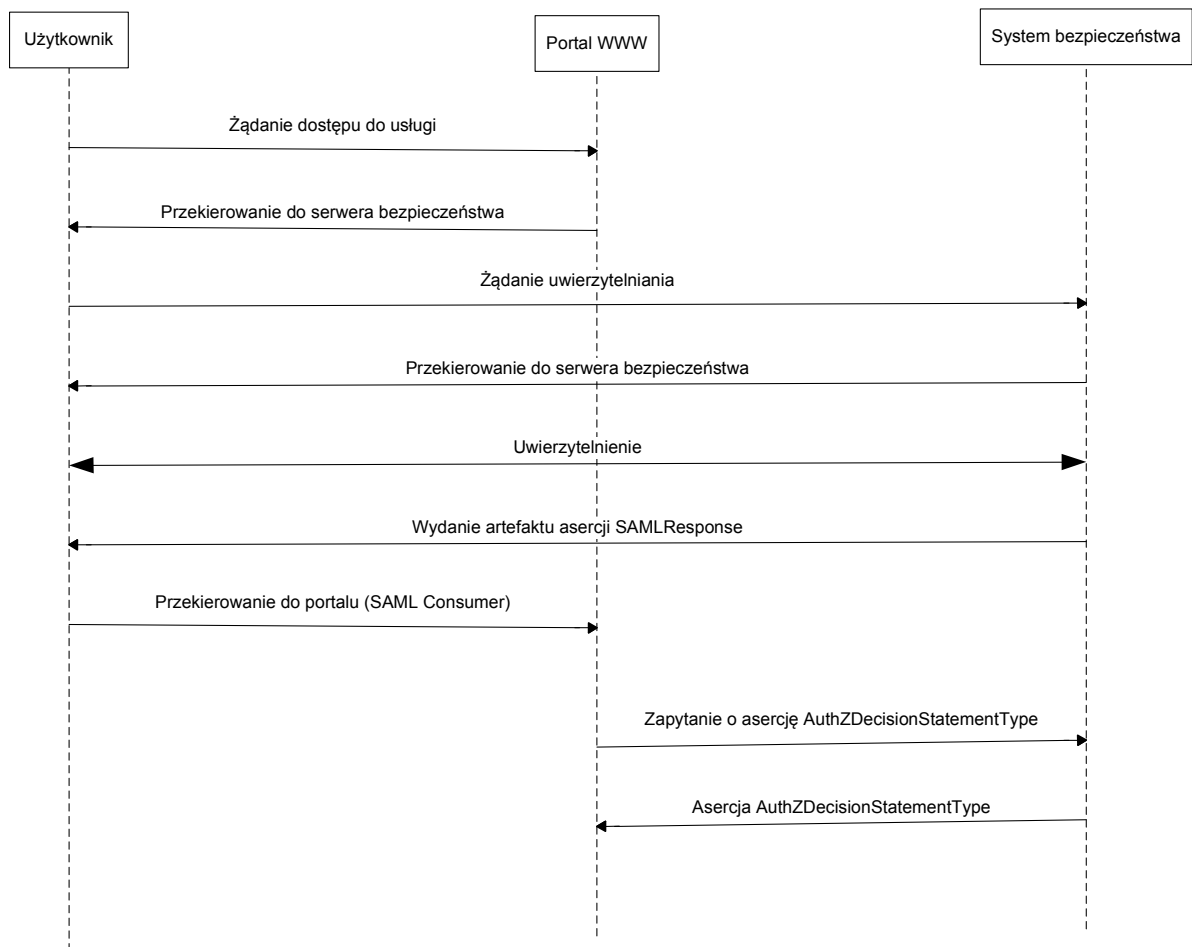 Użytkownik
Portal WWW
System bezpieczeństwa
Żądanie dostępu do usługi
Przekierowanie do serwera bezpieczeństwa
Żądanie uwierzytelniania
Przekierowanie do serwera bezpieczeństwa
Uwierzytelnienie
Wydanie artefaktu asercji SAMLResponse
Przekierowanie do portalu (SAML Consumer)
Zapytanie o asercję AuthZDecisionStatementType
Asercja AuthZDecisionStatementType